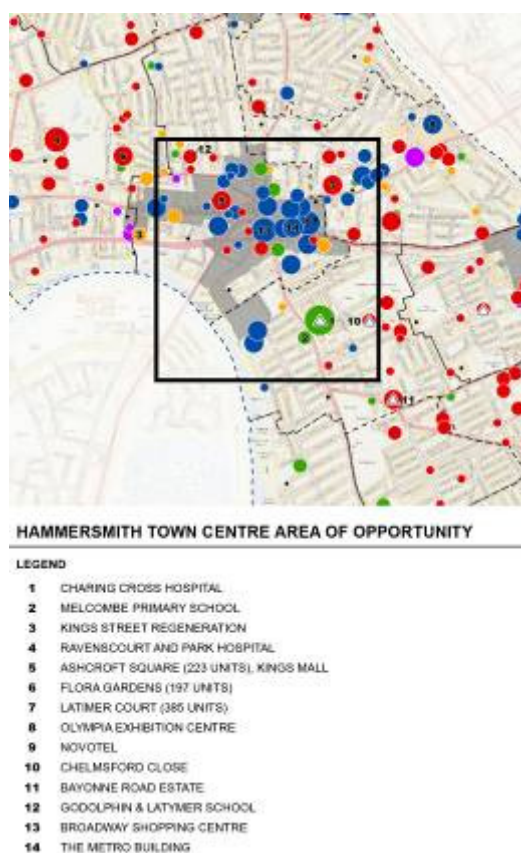 12
10
11
HAMMERSMITH TOWN CENTRE AREA OF OPPORTUNITY
LEGEND
1 CHARING CROSS HOSPITAL
2 MELCOMBE PRIMARY SCHOOL
3 KINGS STREET REGENERATION
4 RAVENSCOURT AND PARK HOSPITAL
5 ASHCROFT SQUARE (223 UNITS), KINGS MALL
6 FLORA GARDENS (197 UNITS)
7 LATIMER COURT (385 UNITS)
8 OLYMPIA EXHIBITION CENTRE
9 NOVOTEL
10 CHELMSFORD CLOSE
11 BAYONNE ROAD ESTATE
12 GODOLPHIN & LATYMER SCHOOL
13 BROADWAY SHOPPING CENTRE
14 THE METRO BUILDING